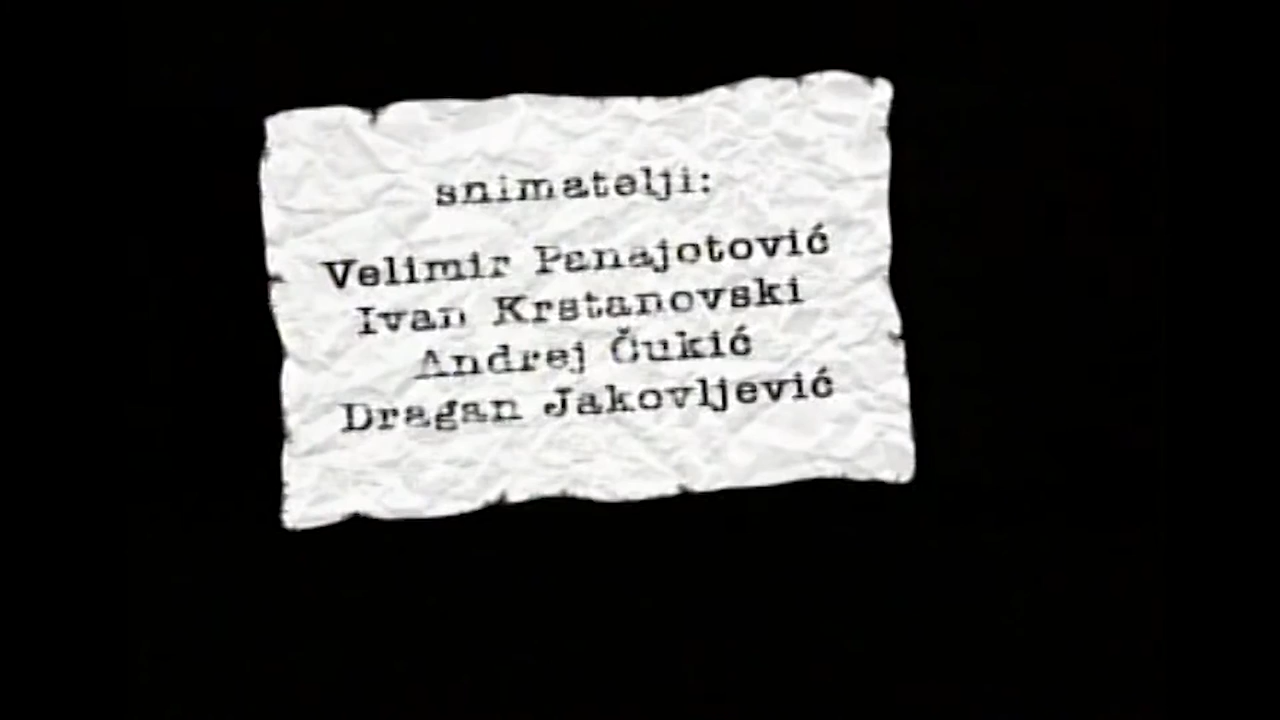 snimatelji:
Velimir Panajotović
Ivan Krstanovski
Andrej Čukić
Dragan Jakovljević